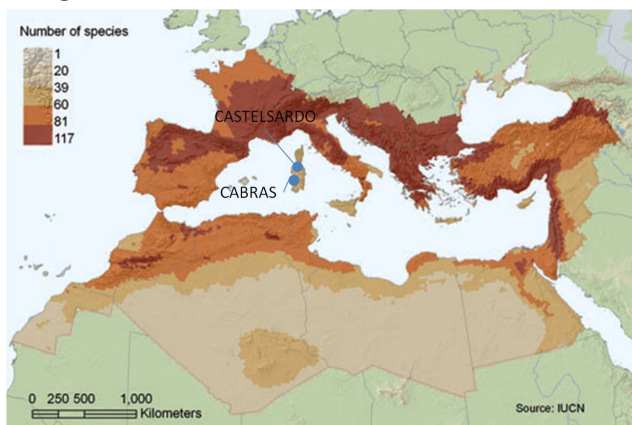 Number of species
1
20
39
60
81
117
CASTELSARDO
CABRAS
0 250 500 1,000
Kilometers
Source: IUCN